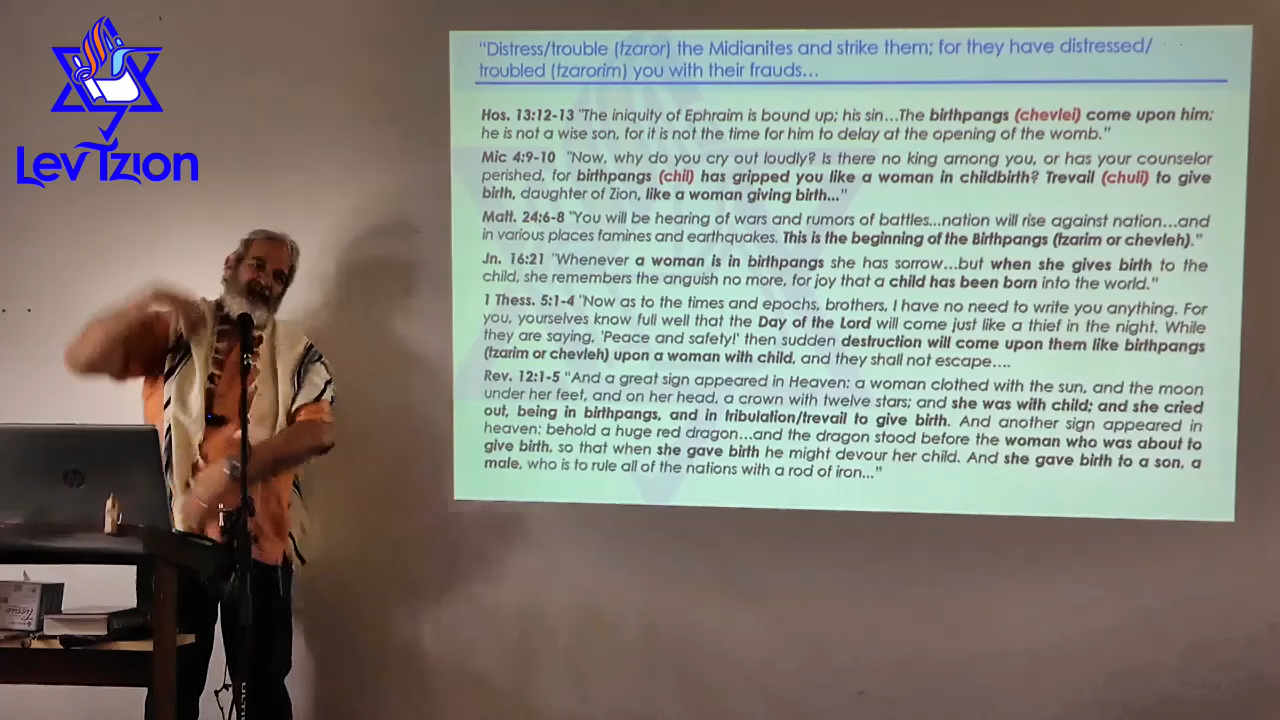 Lev Tzion
"Distress/trouble (tzaror) the Midianites and strike them; for they have distressed/
troubled (tzarorim) you with their frauds…
Hos. 13:12-13 "The iniquity of Ephraim is bound up; his sin…The birthpangs (chevlei) come upon him;
he is not a wise son, for it is not the time for him to delay at the opening of the womb."
Mic 4:9-10 "Now, why do you cry out loudly? Is there no king among you, or has your counselor
perished, for birthpangs (chil) has gripped you like a woman in childbirth? Trevail (chuli) to give
birth, daughter of Zion, like a woman giving birth..."
Matt. 24:6-8 "You will be hearing of wars and rumors of battles...nation will rise against nation…and
in various places famines and earthquakes. This is the beginning of the Birthpangs (tzarim or chevleh)."
Jn. 16:21 "Whenever a woman is in birthpangs she has sorrow…but when she gives birth to the
child, she remembers the anguish no more, for joy that a child has been born into the world."
1 Thess. 5:1-4 "Now as to the times and epochs, brothers, I have no need to write you anything. For
you, yourselves know full well that the Day of the Lord will come just like a thief in the night. While
they are saying, 'Peace and safety!' then sudden destruction will come upon them like birthpangs
(tzarim or chevleh) upon a woman with child, and they shall not escape….
Rev. 12:1-5 "And a great sign appeared in Heaven: a woman clothed with the sun, and the moon
under her feet, and on her head, a crown with twelve stars; and she was with child; and she cried
out, being in birthpangs, and in tribulation/trevail to give birth. And another sign appeared in
heaven: behold a huge red dragon…and the dragon stood before the woman who was about to
give birth, so that when she gave birth he might devour her child. And she gave birth to a son, a
male, who is to rule all of the nations with a rod of iron..."
hp
Tissue